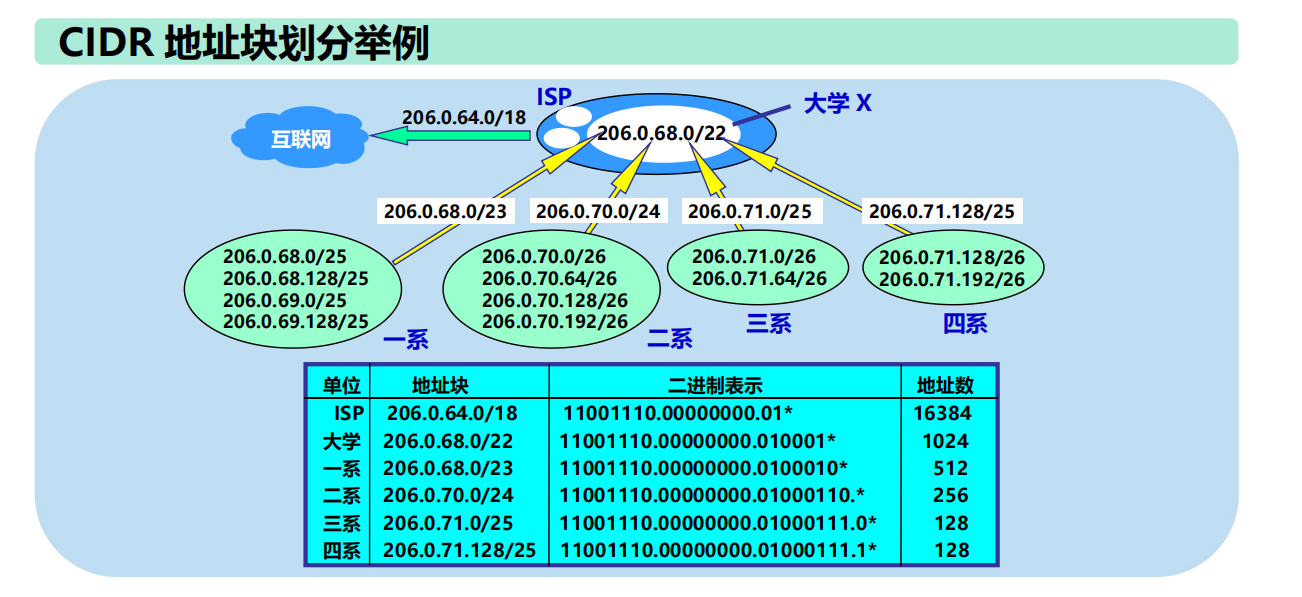 CIDR 地址块划分举例
ISP
大学 X
206.0.64.0/18
互联网
206.0.68.0/22
206.0.68.0/23
206.0.70.0/24
206.0.71.0/25
206.0.71.128/25
206.0.68.0/25
206.0.68.128/25
206.0.69.0/25
206.0.69.128/25
一系
206.0.70.0/26
206.0.70.64/26
206.0.70.128/26
206.0.70.192/26
二系
206.0.71.0/26
206.0.71.64/26
三系
206.0.71.128/26
206.0.71.192/26
四系
单位 地址块 二进制表示 地址数
ISP 206.0.64.0/18 11001110.00000000.01* 16384
大学 206.0.68.0/22 11001110.00000000.010001* 1024
一系 206.0.68.0/23 11001110.00000000.0100010* 512
二系 206.0.70.0/24 11001110.00000000.01000110.* 256
三系 206.0.71.0/25 11001110.00000000.01000111.0* 128
四系 206.0.71.128/25 11001110.00000000.01000111.1* 128